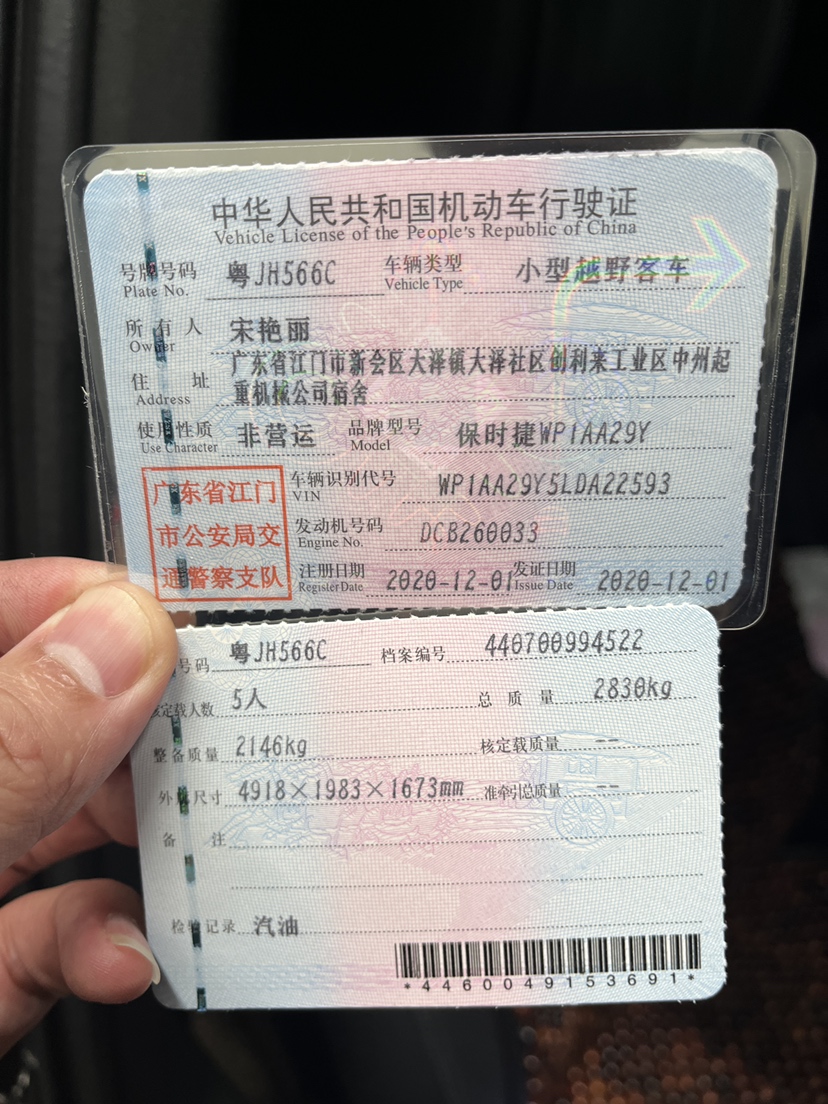 中华人民共和国机动车行驶证
Vehicle License of the People's Republic of China
号牌号码 粤JH566C 车辆类型 小型越野客车
Plate No. Vehicle Type
所有人 宋艳丽
Owner
住址 广东省江门市新会区大泽镇大泽社区创利来工业区中州起
Address 重机械公司宿舍
使用性质 非营运 品牌型号 保时捷WP1AA29Y
Use Character Model
广东省江门
市公安局交
通警察支队
车辆识别代号 WP1AA29Y5LDA22593
VIN
发动机号码 DCB260033
Engine No.
注册日期 2020-12-01 发证日期 2020-12-01
Register Date Issue Date
号码 粤JH566C 档案编号 440700994522
核定载人数 5人 总质量 2830kg
整备质量 2146kg 核定载质量 --
外廓尺寸 4918×1983×1673mm 准牵引总质量 --
备注
检验记录 汽油
*4460049153691*